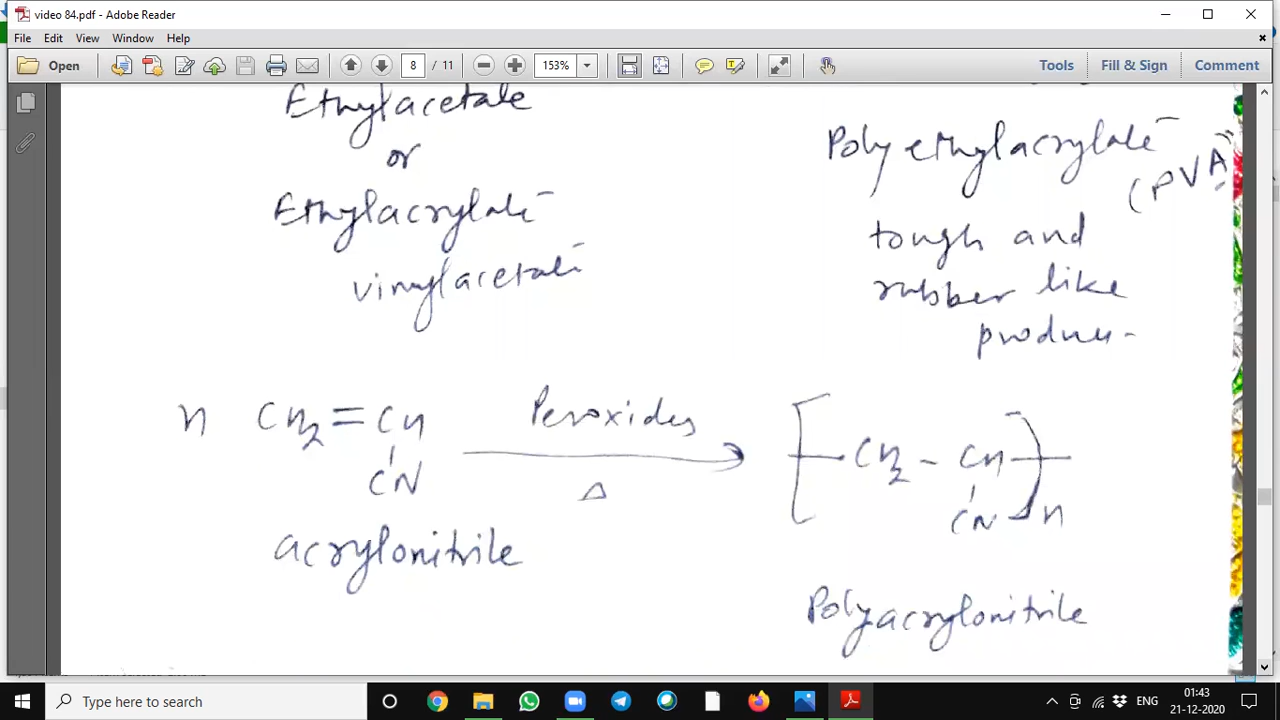 video 84.pdf - Adobe Reader
File Edit View Window Help
Open 8 / 11 153% Tools Fill & Sign Comment
Ethylacetate
or
Ethylacrylate
vinylacetate
Polyethylacrylate
(PVA)
tough and
rubber like
n CH2=CH
CN
Peroxides
Δ
[-CH2-CH-]n
CN
acrylonitrile
Polyacrylonitrile
Type here to search
ENG
01:43
21-12-2020